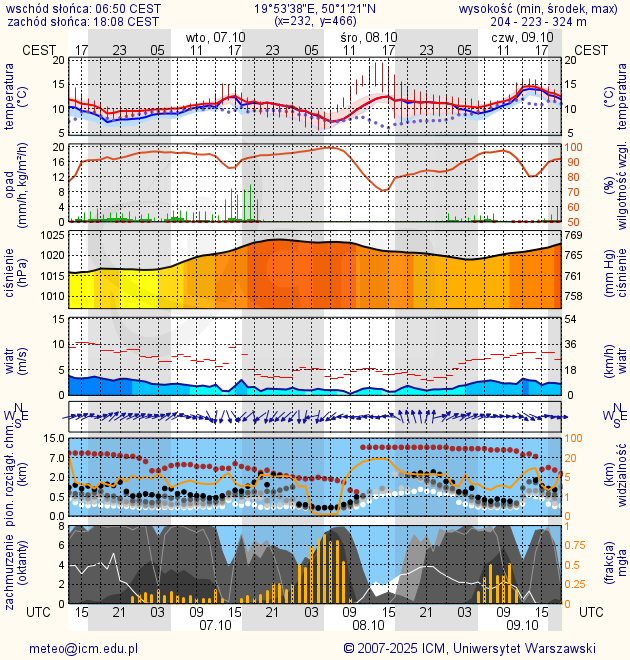 wschód słońca: 06:50 CEST 19°53'38"E, 50°1'21"N wysokość (min, środek, max)
zachód słońca: 18:08 CEST (x=232, y=466) 204 - 223 - 324 m
wto, 07.10 śro, 08.10 czw, 09.10
CEST 17 23 05 11 17 23 05 11 17 23 05 11 17 CEST
temperatura
(°C)
20 15 10 5
20 15 10 5
(°C)
temperatura
opad
(mm/h, kg/m²/h)
20 16 12 8 4 0
100 90 80 70 60 50
(%)
wilgotność wzgl.
ciśnienie
(hPa)
1025 1020 1015 1010
769 765 761 758
(mm Hg)
ciśnienie
wiatr
(m/s)
15 10 5 0
54 36 18 0
(km/h)
wiatr
N W E S
N W E S
pion. rozciągł. chm.
(km)
15.0 7.0 2.0 0.5 0.0
100 20 5 1 0
(km)
widzialność
zachmurzenie
(oktanty)
8 6 4 2 0
1 0.75 0.5 0.25 0
(frakcja)
mgła
UTC 15 21 03 09 15 21 03 09 15 21 03 09 15 UTC
07.10 08.10 09.10
meteo@icm.edu.pl © 2007-2025 ICM, Uniwersytet Warszawski